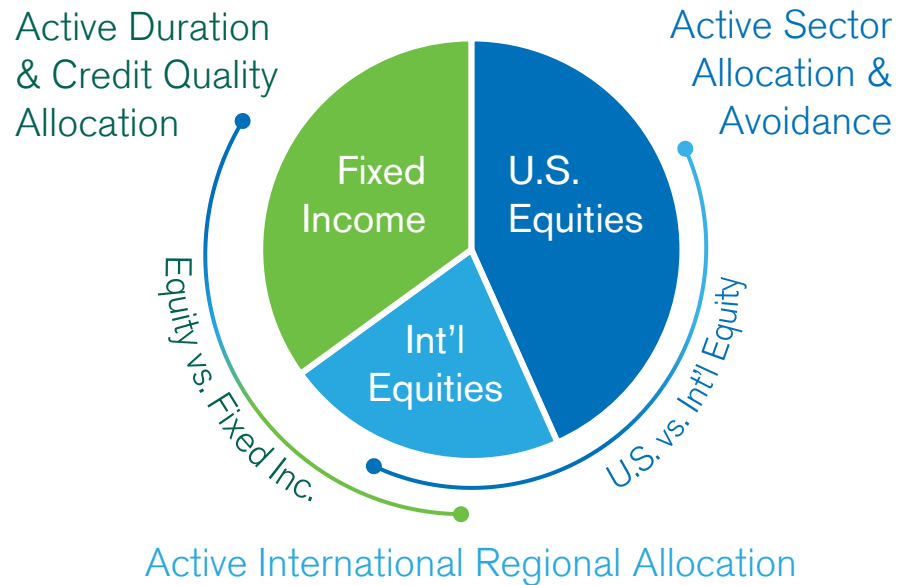 Active Duration
& Credit Quality
Allocation
Active Sector
Allocation &
Avoidance
Fixed
Income
U.S.
Equities
Int'l
Equities
Equity vs. Fixed Inc.
U.S. vs. Int'l Equity
Active International Regional Allocation